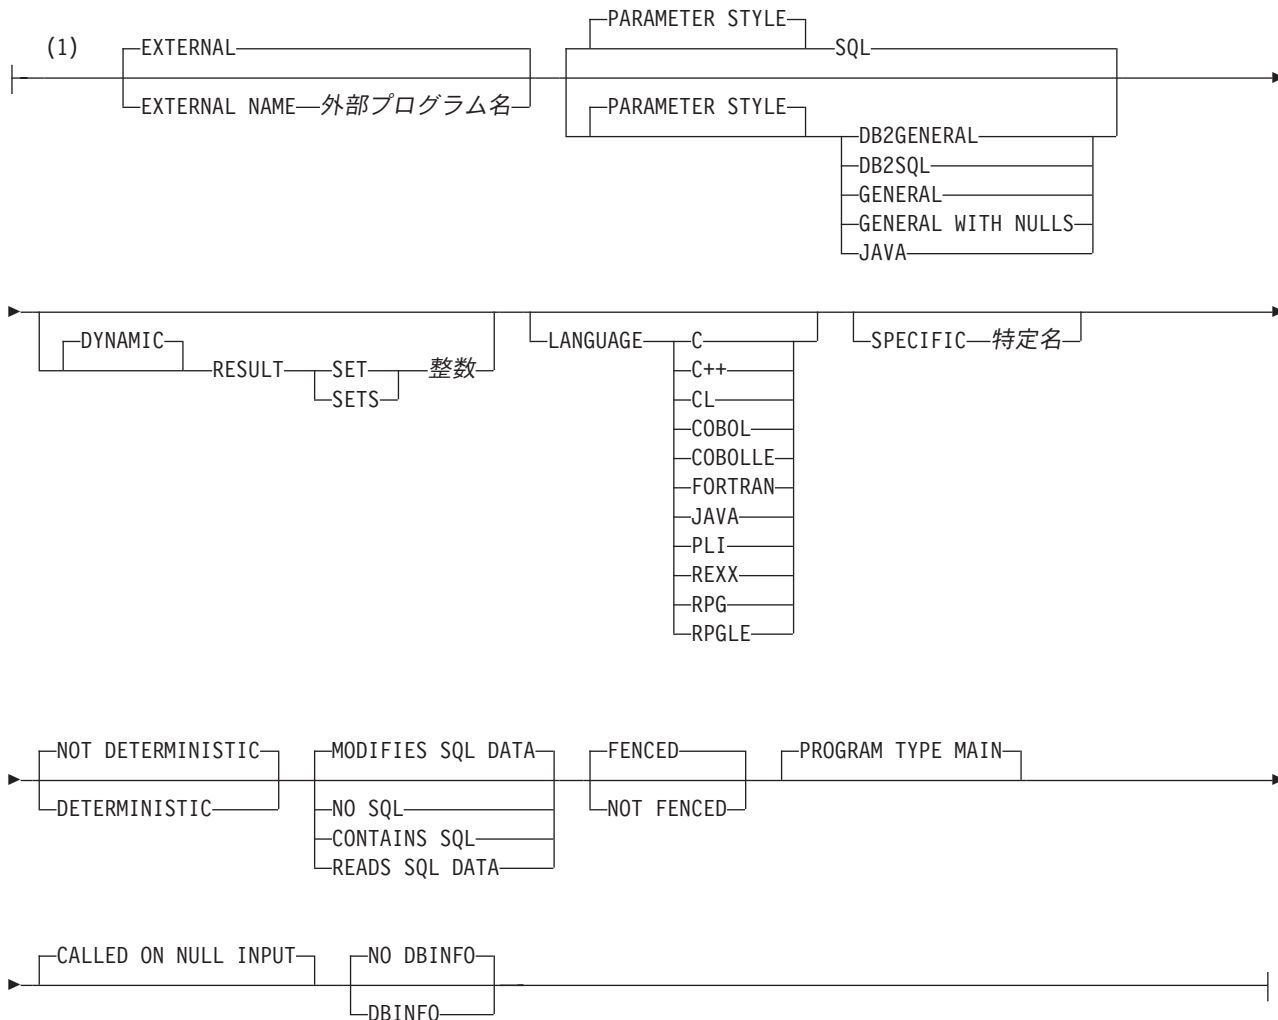 PARAMETER STYLE
(1) EXTERNAL SQL
EXTERNAL NAME 外部プログラム名 PARAMETER STYLE
DB2GENERAL
DB2SQL
GENERAL
GENERAL WITH NULLS
JAVA
DYNAMIC LANGUAGE C SPECIFIC 特定名
RESULT SET 整数 C++
SETS CL
COBOL
COBOLLE
FORTRAN
JAVA
PLI
REXX
RPG
RPGLE
NOT DETERMINISTIC MODIFIES SQL DATA FENCED PROGRAM TYPE MAIN
DETERMINISTIC NO SQL NOT FENCED
CONTAINS SQL
READS SQL DATA
CALLED ON NULL INPUT NO DBINFO
DBINFO